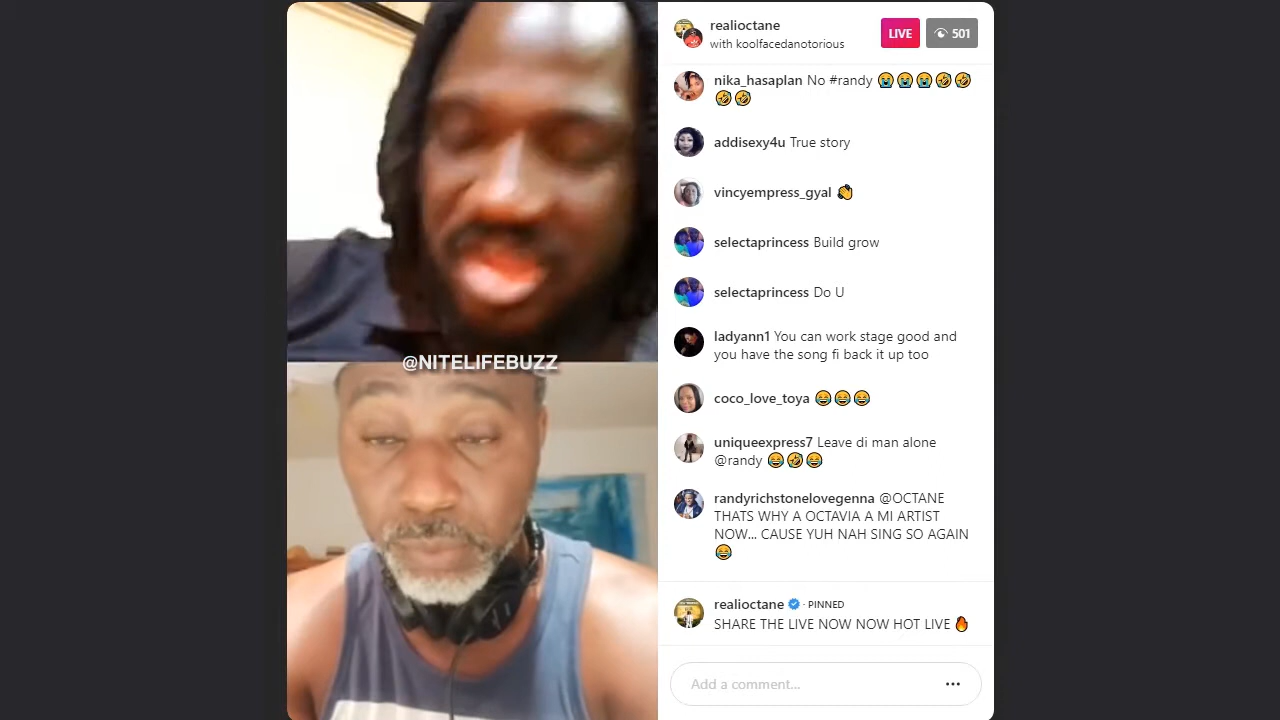 realioctane
with koolfacedanotorious
LIVE
501
nika_hasaplan No #randy 😭😭😭🤣🤣
🤣🤣
addisexy4u True story
vincyempress_gyal 👏
selectaprincess Build grow
selectaprincess Do U
ladyann1 You can work stage good and
you have the song fi back it up too
coco_love_toya 😂😂😂
uniqueexpress7 Leave di man alone
@randy 😂🤣😂
randyrichstonelovegenna @OCTANE
THATS WHY A OCTAVIA A MI ARTIST
NOW... CAUSE YUH NAH SING SO AGAIN
😂
realioctane · PINNED
SHARE THE LIVE NOW NOW HOT LIVE 🔥
Add a comment...
@NITELIFEBUZZ